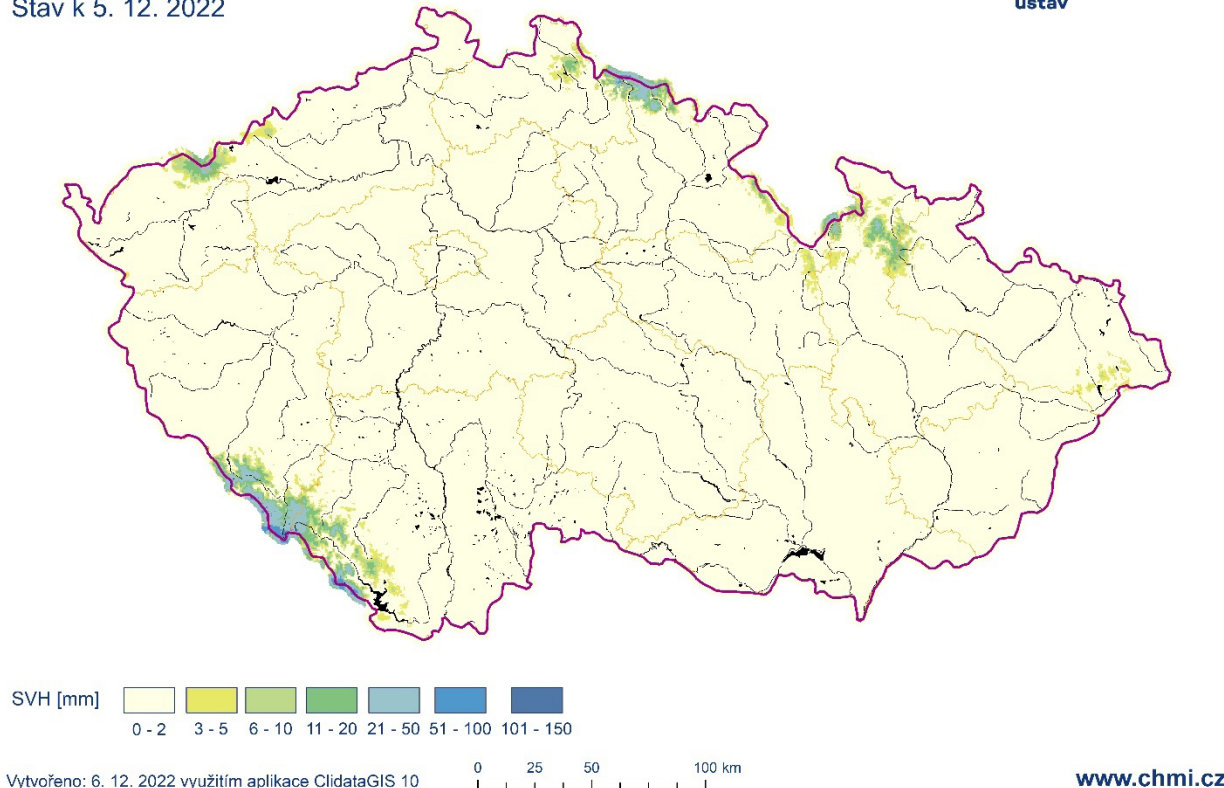 Stav k 5. 12. 2022
ústav
SVH [mm]
0 - 2 3 - 5 6 - 10 11 - 20 21 - 50 51 - 100 101 - 150
0 25 50 100 km
Vytvořeno: 6. 12. 2022 využitím aplikace ClidataGIS 10
www.chmi.cz